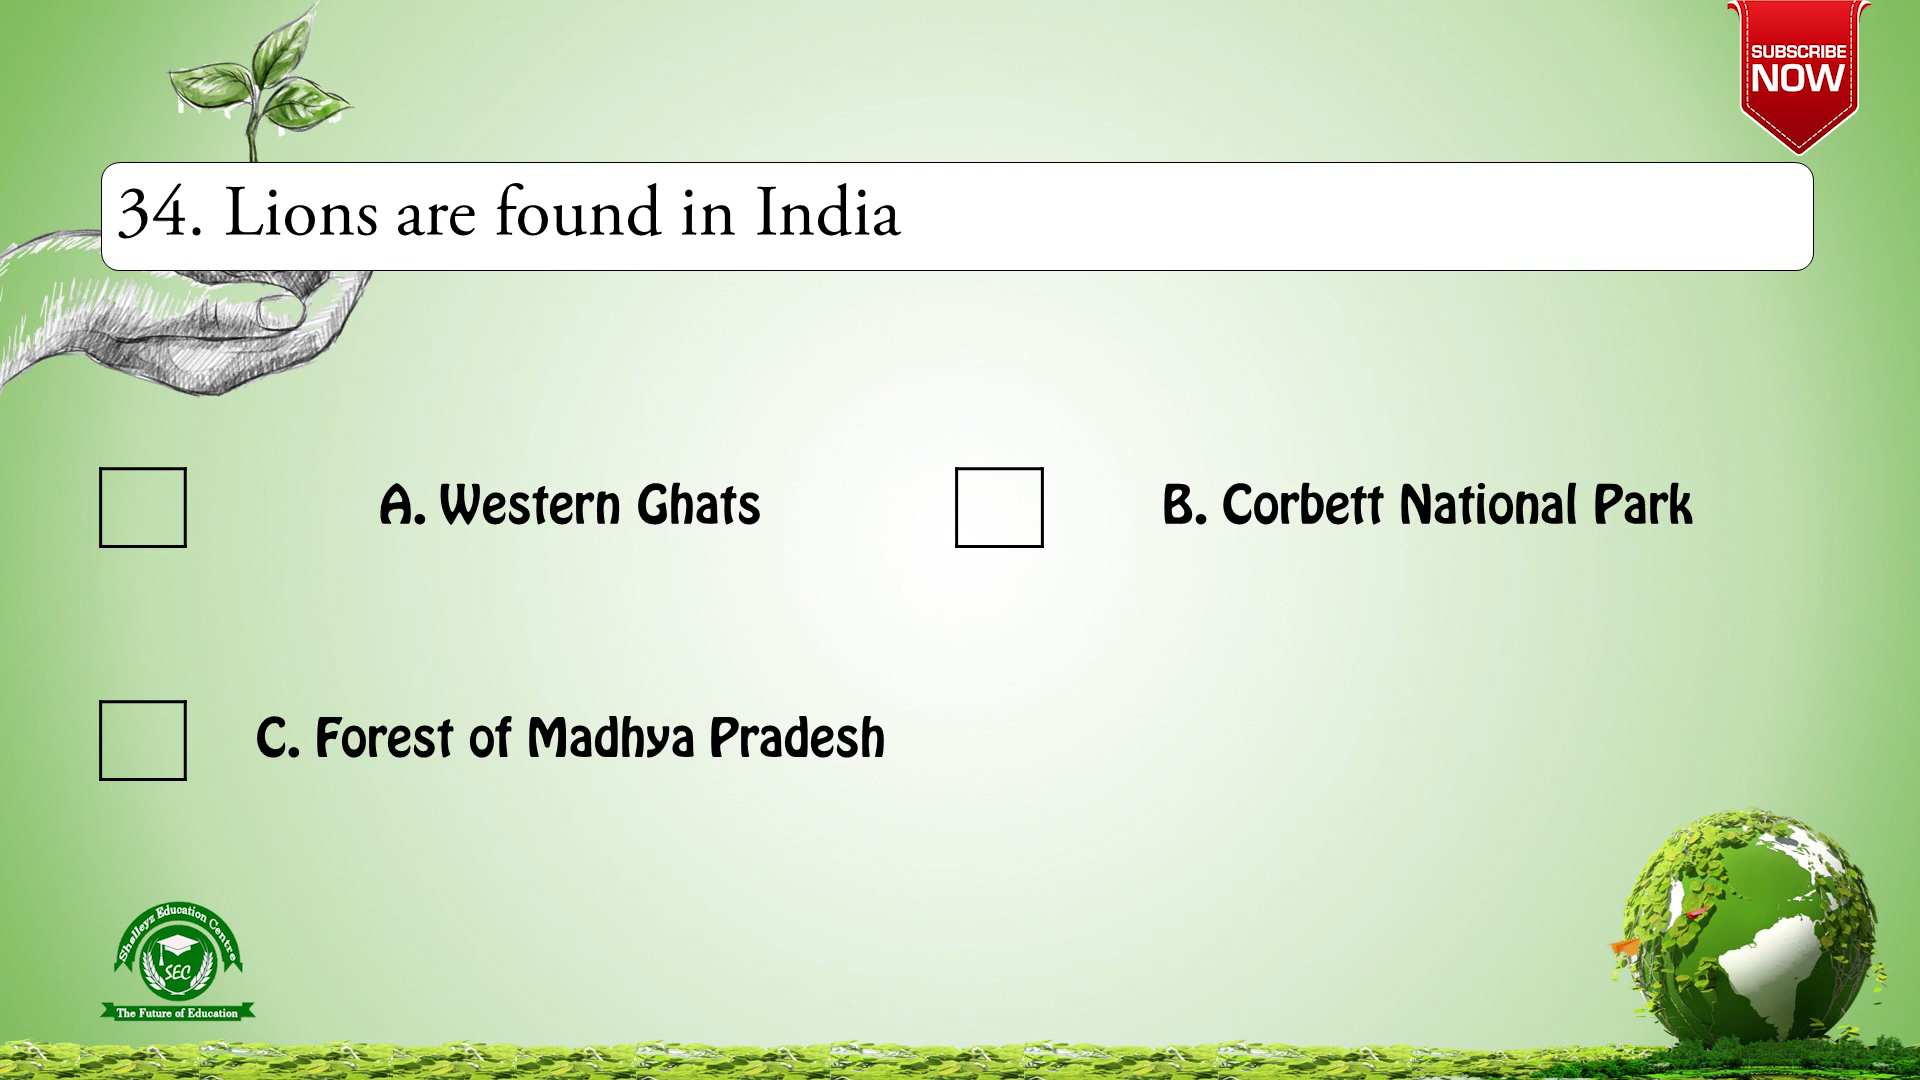 SUBSCRIBE
NOW
34. Lions are found in India
A. Western Ghats
B. Corbett National Park
C. Forest of Madhya Pradesh
Shelleyz Education Centre
SEC
The Future of Education